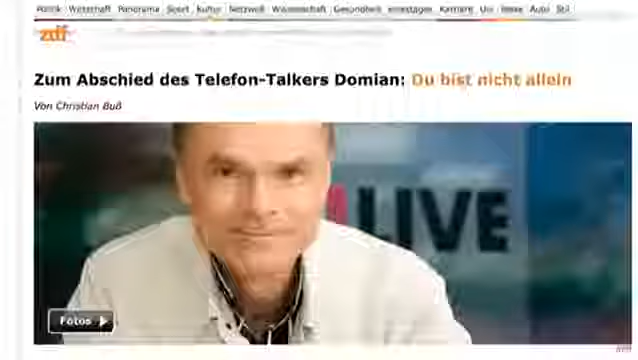 Politik Wirtschaft Panorama Sport Kultur Netzwelt Wissenschaft Gesundheit einestages Karriere Uni Reise Auto Stil
zdf
Zum Abschied des Telefon-Talkers Domian: Du bist nicht allein
Von Christian Buß
LIVE
Fotos